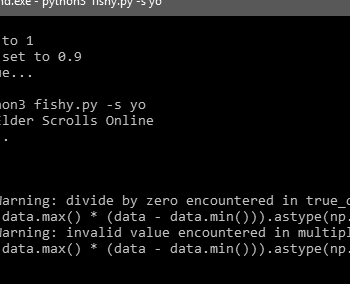 md.exe - python3 fishy.py -s yo
to 1
set to 0.9
ue...
on3 fishy.py -s yo
Elder Scrolls Online
.
Warning: divide by zero encountered in true_d
data.max() * (data - data.min())).astype(np.
Warning: invalid value encountered in multipl
data.max() * (data - data.min())).astype(np.